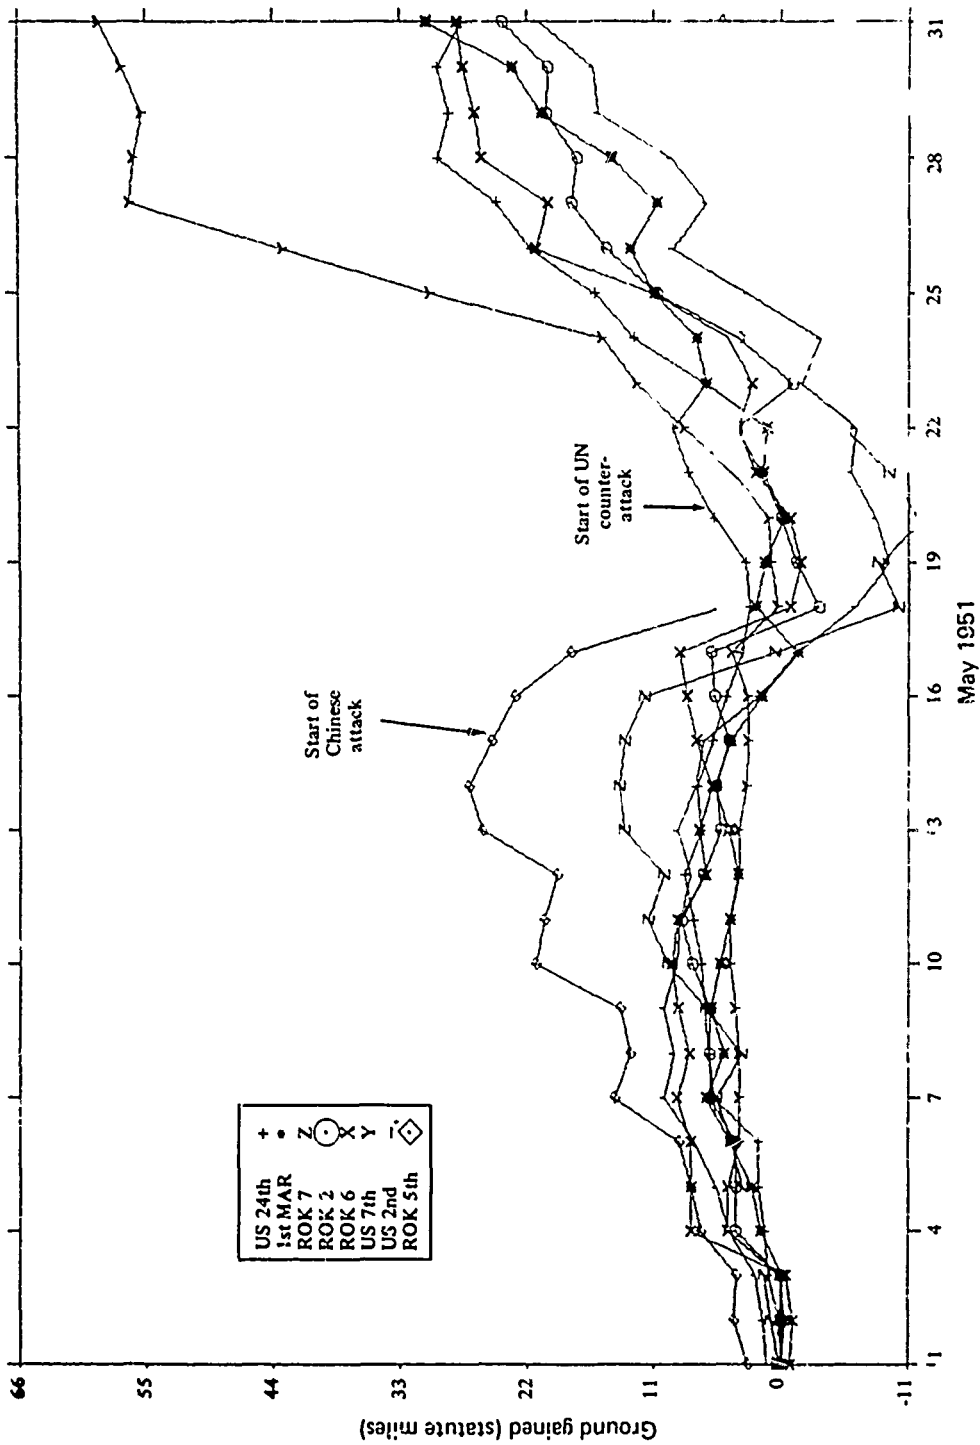 66
55
44
33
22
11
0
-11
Ground gained (statute miles)
1
4
7
10
13
16
19
22
25
28
31
May 1951
US 24th +
1st MAR *
ROK 7 Z
ROK 2 ⊙
ROK 6 X
US 7th Y
US 2nd
ROK 5th ◇
Start of
Chinese
attack
Start of UN
counter-
attack